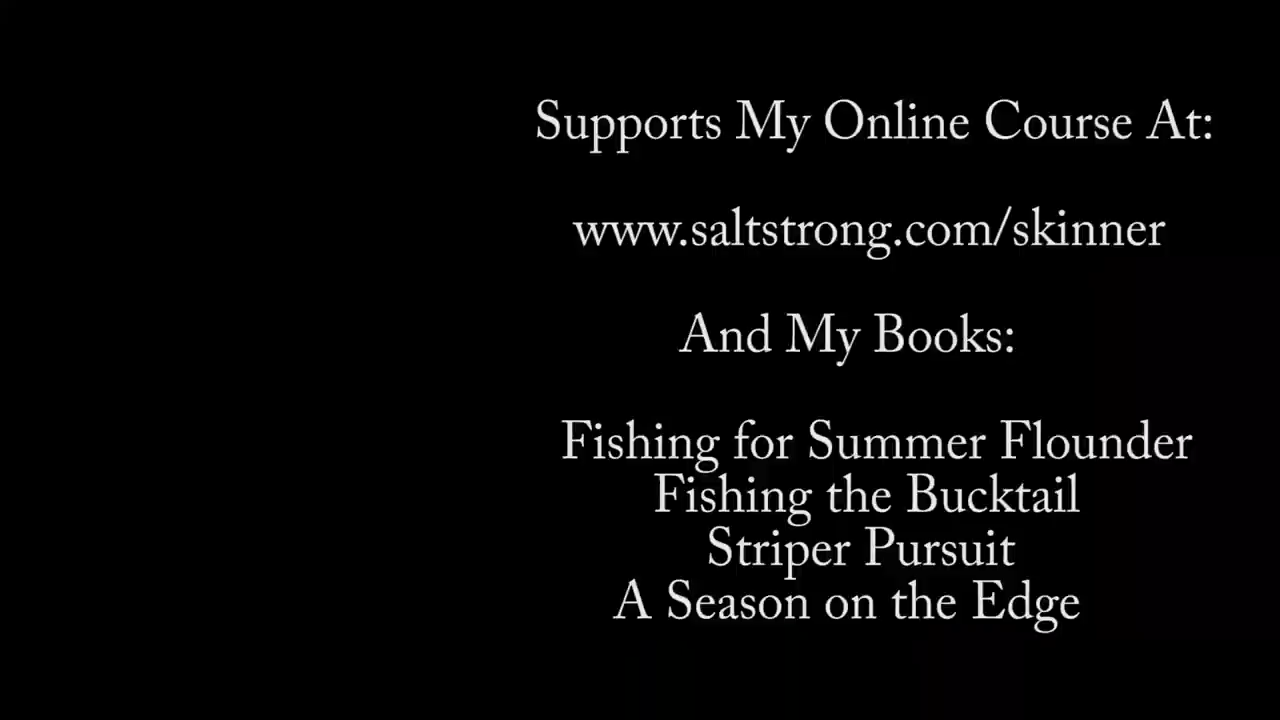 Supports My Online Course At:
www.saltstrong.com/skinner
And My Books:
Fishing for Summer Flounder
Fishing the Bucktail
Striper Pursuit
A Season on the Edge